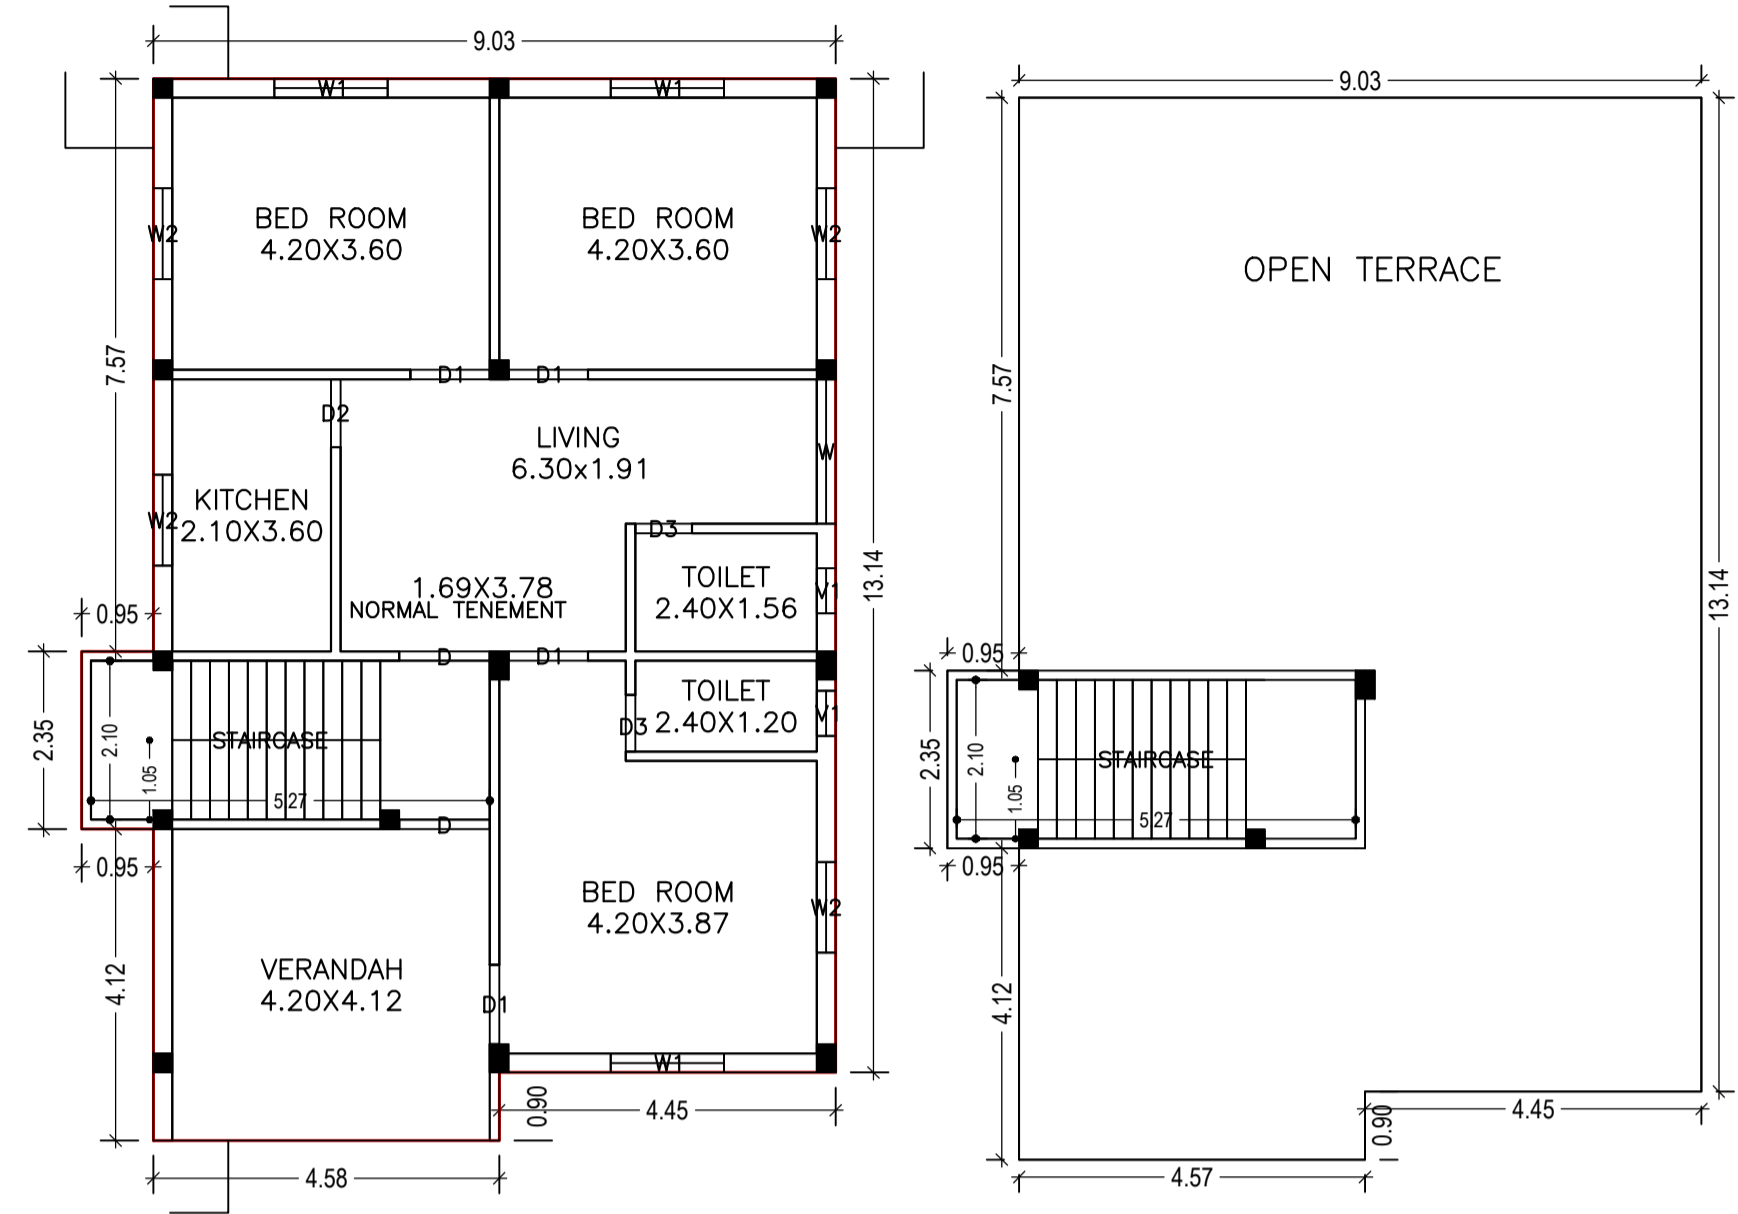 9.03
W1
W1
7.57
W2
BED ROOM
4.20X3.60
BED ROOM
4.20X3.60
W2
D1
D1
D2
LIVING
6.30x1.91
W
KITCHEN
2.10X3.60
W2
D3
13.14
TOILET
2.40X1.56
V1
1.69X3.78
NORMAL TENEMENT
0.95
D
D1
TOILET
2.40X1.20
V1
D3
2.35
2.10
1.05
STAIRCASE
5.27
D
0.95
BED ROOM
4.20X3.87
W2
4.12
VERANDAH
4.20X4.12
D1
W1
0.90
4.45
4.58
9.03
OPEN TERRACE
7.57
13.14
0.95
2.35
2.10
1.05
STAIRCASE
5.27
0.95
4.12
0.90
4.45
4.57